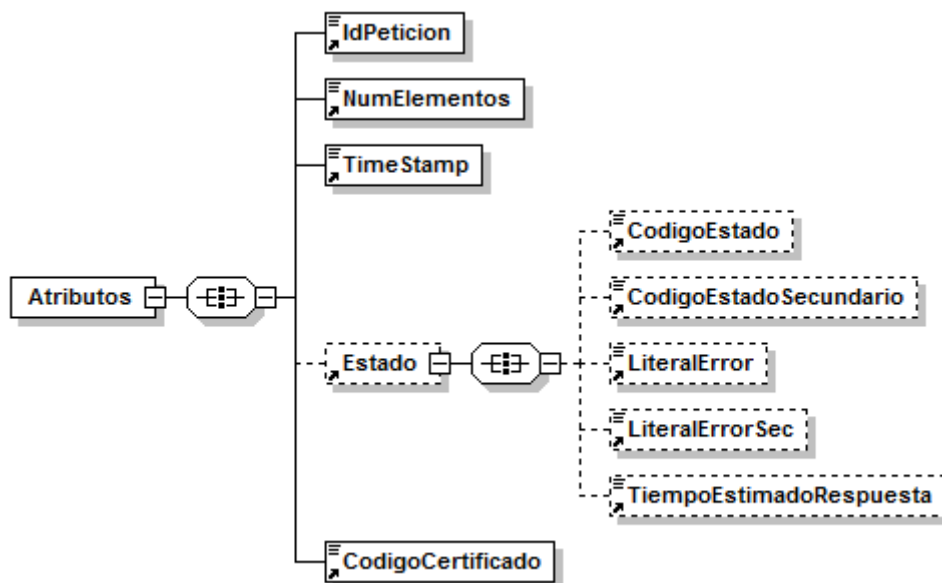 IdPeticion
NumElementos
TimeStamp
Atributos
Estado
CodigoEstado
CodigoEstadoSecundario
LiteralError
LiteralErrorSec
TiempoEstimadoRespuesta
CodigoCertificado